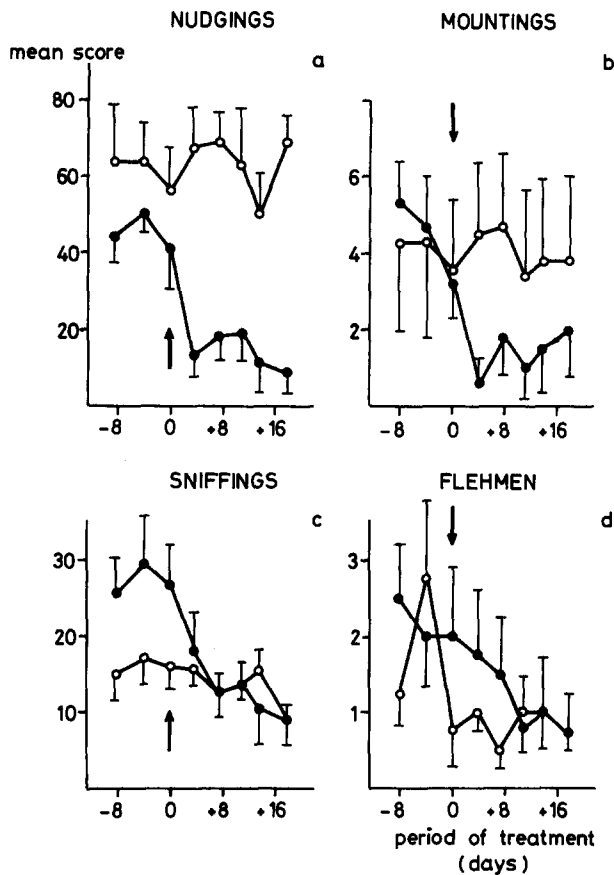 NUDGINGS
MOUNTINGS
mean score
a
b
80
60
40
20
6
4
2
-8 0 +8 +16
-8 0 +8 +16
SNIFFINGS
FLEHMEN
c
d
30
20
10
3
2
1
-8 0 +8 +16
-8 0 +8 +16
period of treatment
(days)